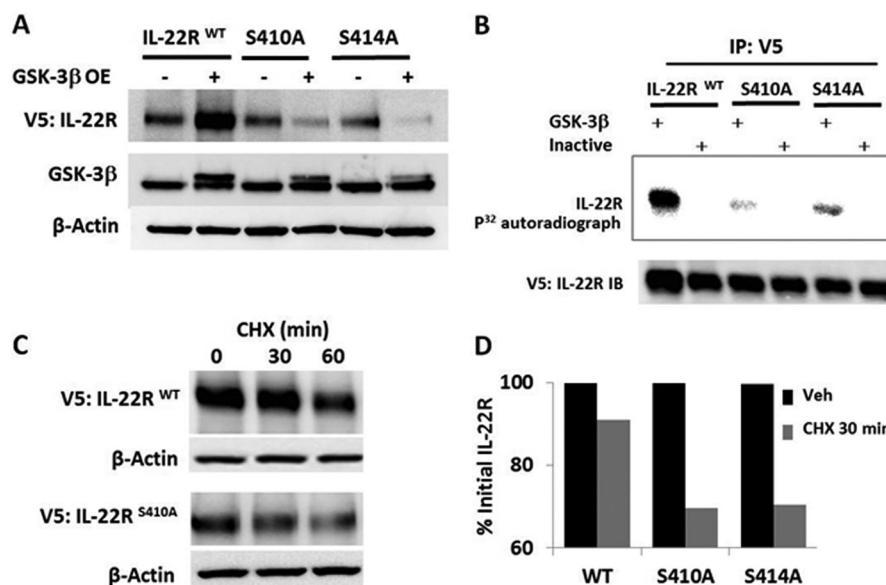 A
IL-22R WT S410A S414A
GSK-3β OE - + - + - +
V5: IL-22R
GSK-3β
β-Actin
B
IP: V5
IL-22R WT S410A S414A
GSK-3β + + +
Inactive + + +
IL-22R
P32 autoradiograph
V5: IL-22R IB
C
CHX (min)
0 30 60
V5: IL-22R WT
β-Actin
V5: IL-22R S410A
β-Actin
D
% Initial IL-22R
100
80
60
Veh
CHX 30 min
WT S410A S414A